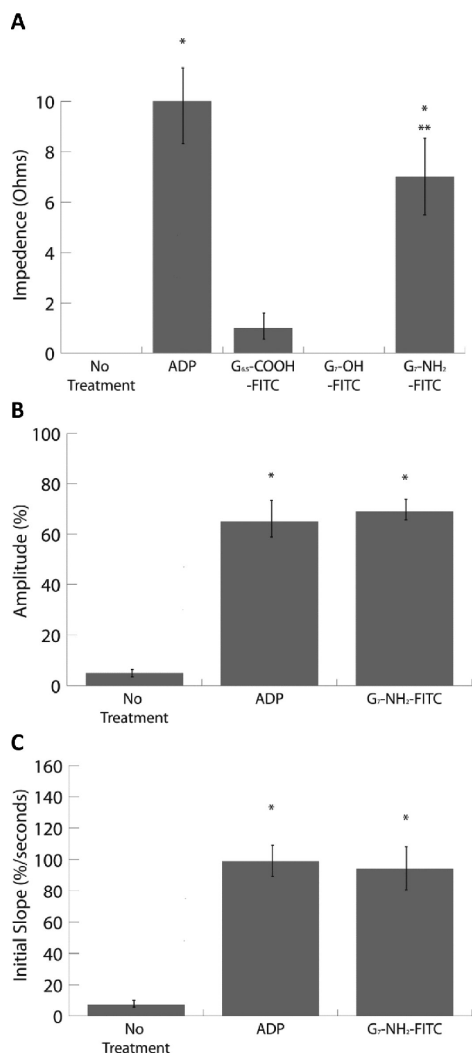 A
*
*
**
10
8
6
4
2
0
Impedence (Ohms)
No
Treatment
ADP
G₆.₅-COOH
-FITC
G₇-OH
-FITC
G₇-NH₂
-FITC
B
100
80
60
40
20
0
Amplitude (%)
*
*
No
Treatment
ADP
G₇-NH₂-FITC
C
160
140
120
100
80
60
40
20
0
Initial Slope (%/seconds)
*
*
No
Treatment
ADP
G₇-NH₂-FITC